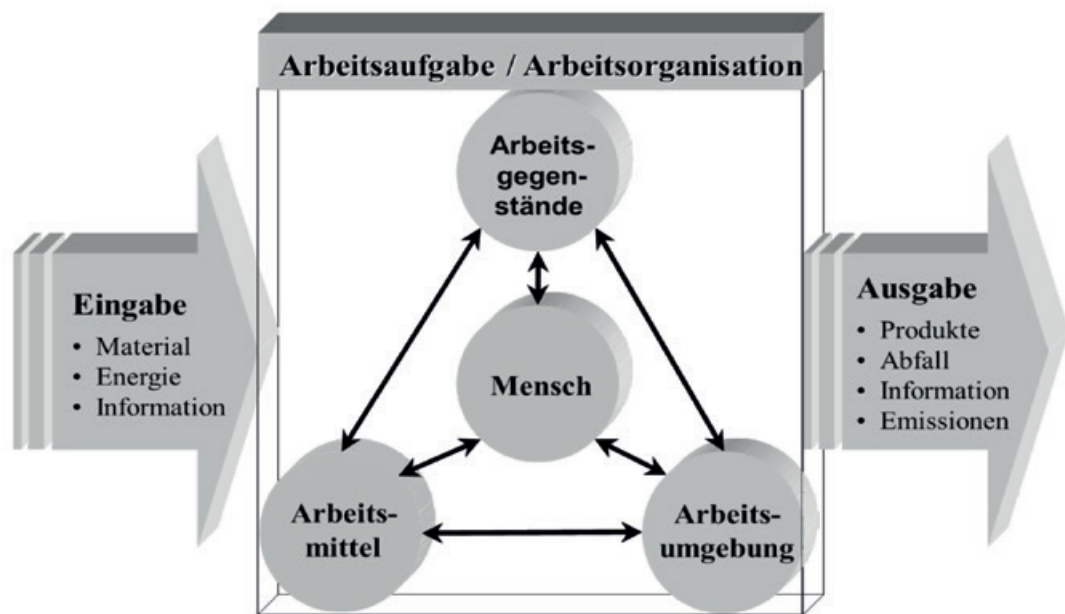 Arbeitsaufgabe / Arbeitsorganisation
Arbeits-
gegen-
stände
Eingabe
• Material
• Energie
• Information
Mensch
Ausgabe
• Produkte
• Abfall
• Information
• Emissionen
Arbeits-
mittel
Arbeits-
umgebung